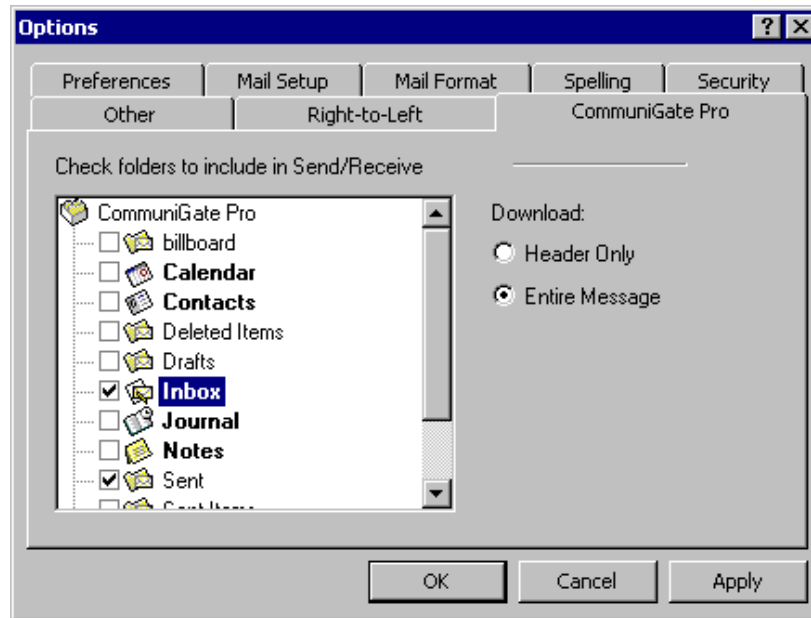 Options
Preferences Mail Setup Mail Format Spelling Security
Other Right-to-Left CommuniGate Pro
Check folders to include in Send/Receive
CommuniGate Pro
billboard
Calendar
Contacts
Deleted Items
Drafts
Inbox
Journal
Notes
Sent
Sent Items
Download:
Header Only
Entire Message
OK Cancel Apply